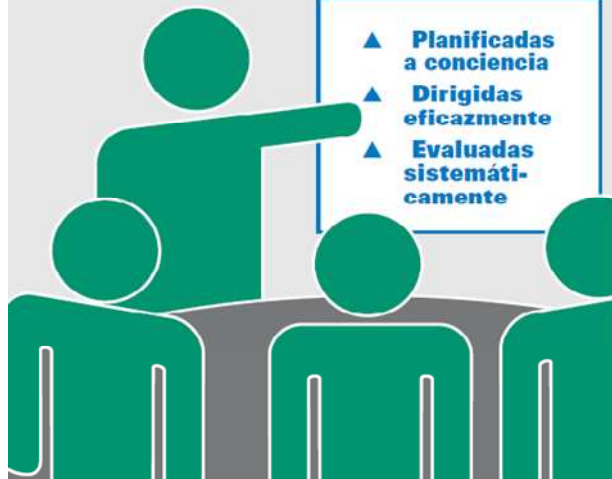 ▲ Planificadas
a conciencia
▲ Dirigidas
eficazmente
▲ Evaluadas
sistemáti-
camente